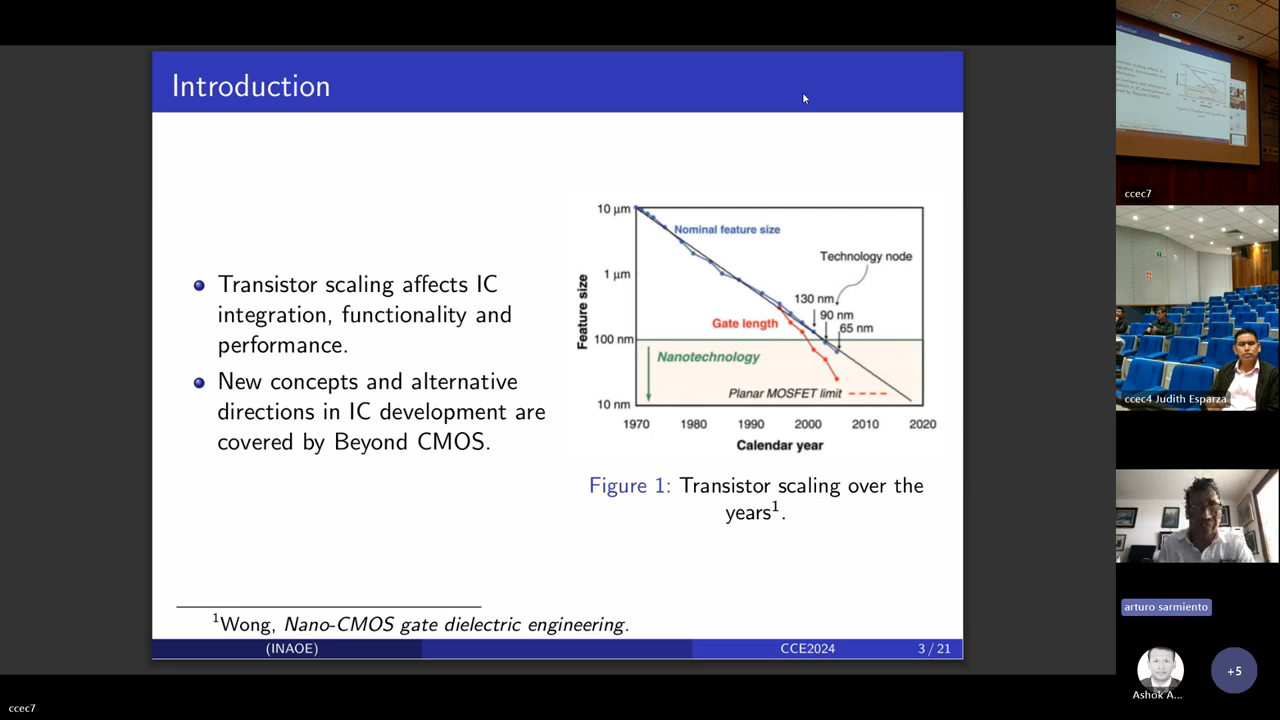 Introduction
Transistor scaling affects IC
integration, functionality and
performance.
New concepts and alternative
directions in IC development are
covered by Beyond CMOS.
10 µm
1 µm
100 nm
10 nm
Feature size
Nominal feature size
Technology node
130 nm
90 nm
65 nm
Gate length
Nanotechnology
Planar MOSFET limit
1970 1980 1990 2000 2010 2020
Calendar year
Figure 1: Transistor scaling over the
years¹.
¹Wong, Nano-CMOS gate dielectric engineering.
(INAOE) CCE2024 3 / 21
ccec7
ccec4 Judith Esparza
arturo sarmiento
Ashok A...
+5
ccec7